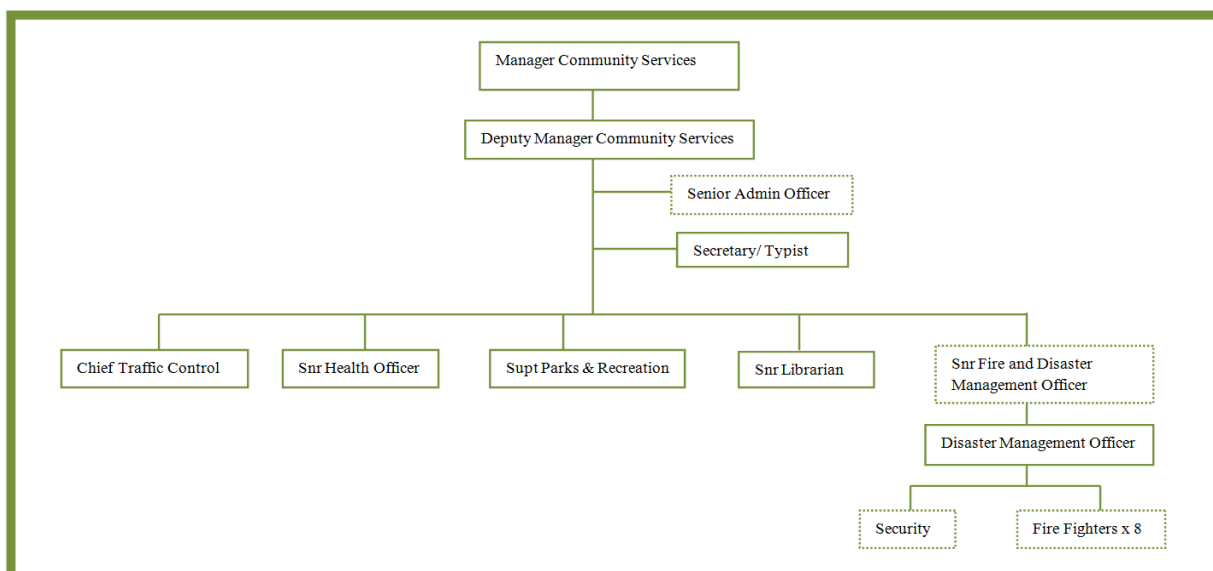 Manager Community Services
Deputy Manager Community Services
Senior Admin Officer
Secretary/ Typist
Chief Traffic Control
Snr Health Officer
Supt Parks & Recreation
Snr Librarian
Snr Fire and Disaster
Management Officer
Disaster Management Officer
Security
Fire Fighters x 8